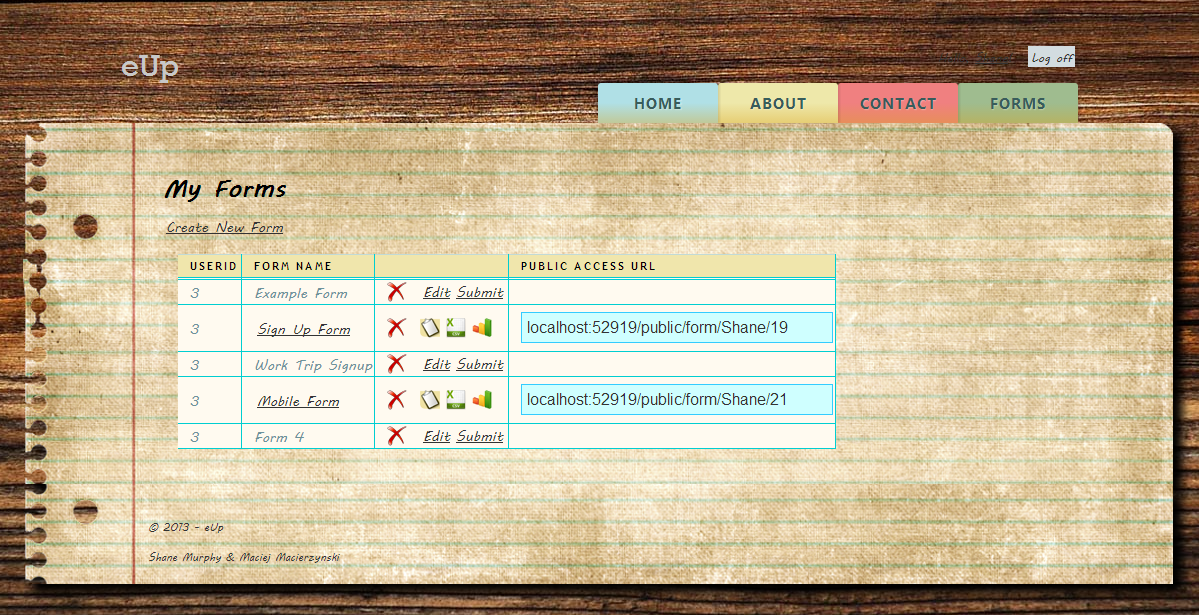 eUp
Log off
HOME ABOUT CONTACT FORMS
My Forms
Create New Form
USERID FORM NAME PUBLIC ACCESS URL
3 Example Form Edit Submit
3 Sign Up Form localhost:52919/public/form/Shane/19
3 Work Trip Signup Edit Submit
3 Mobile Form localhost:52919/public/form/Shane/21
3 Form 4 Edit Submit
© 2013 - eUp
Shane Murphy & Maciej Macierzynski